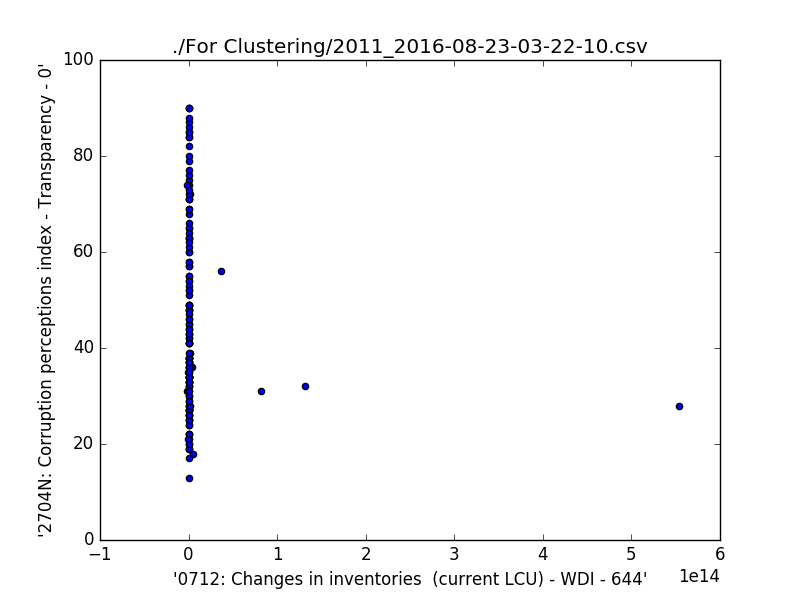 ./For Clustering/2011_2016-08-23-03-22-10.csv
'2704N: Corruption perceptions index - Transparency - 0'
100
80
60
40
20
0
−1 0 1 2 3 4 5 6
1e14
'0712: Changes in inventories  (current LCU) - WDI - 644'